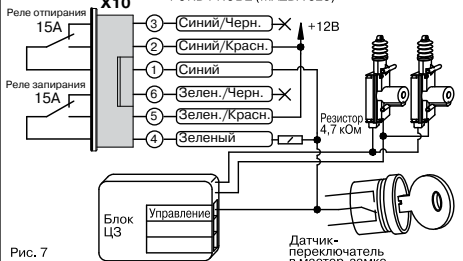 X10
Реле отпирания
15А
3 Синий/Черн.
+12В
2 Синий/Красн.
1 Синий
Реле запирания
15А
6 Зелен./Черн.
5 Зелен./Красн.
4 Зеленый
Резистор
4,7 кОм
Блок
ЦЗ
Управление
Рис. 7
Датчик-
переключатель